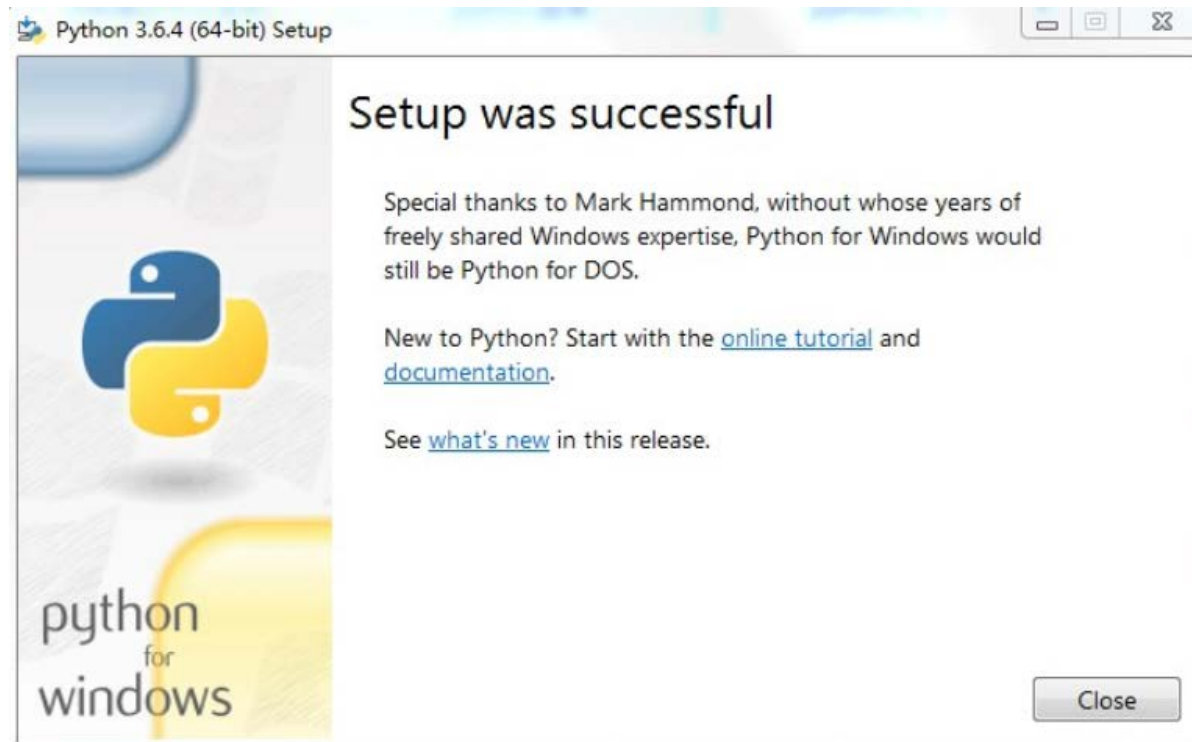 Python 3.6.4 (64-bit) Setup
Setup was successful
Special thanks to Mark Hammond, without whose years of
freely shared Windows expertise, Python for Windows would
still be Python for DOS.
New to Python? Start with the online tutorial and
documentation.
See what's new in this release.
python
for
windows
Close